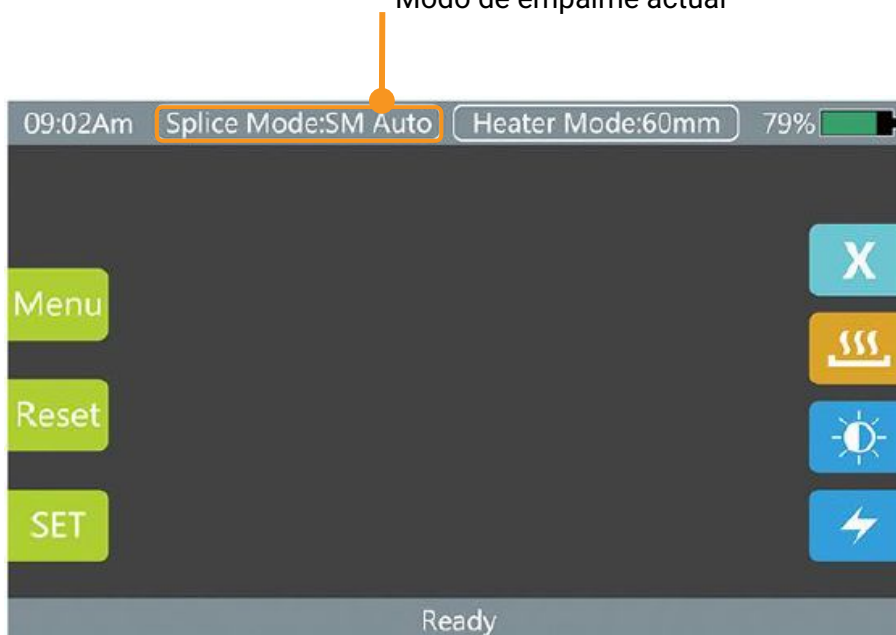 Modo de empalme actual
09:02Am Splice Mode:SM Auto Heater Mode:60mm 79%
X
Menu
Reset
SET
Ready